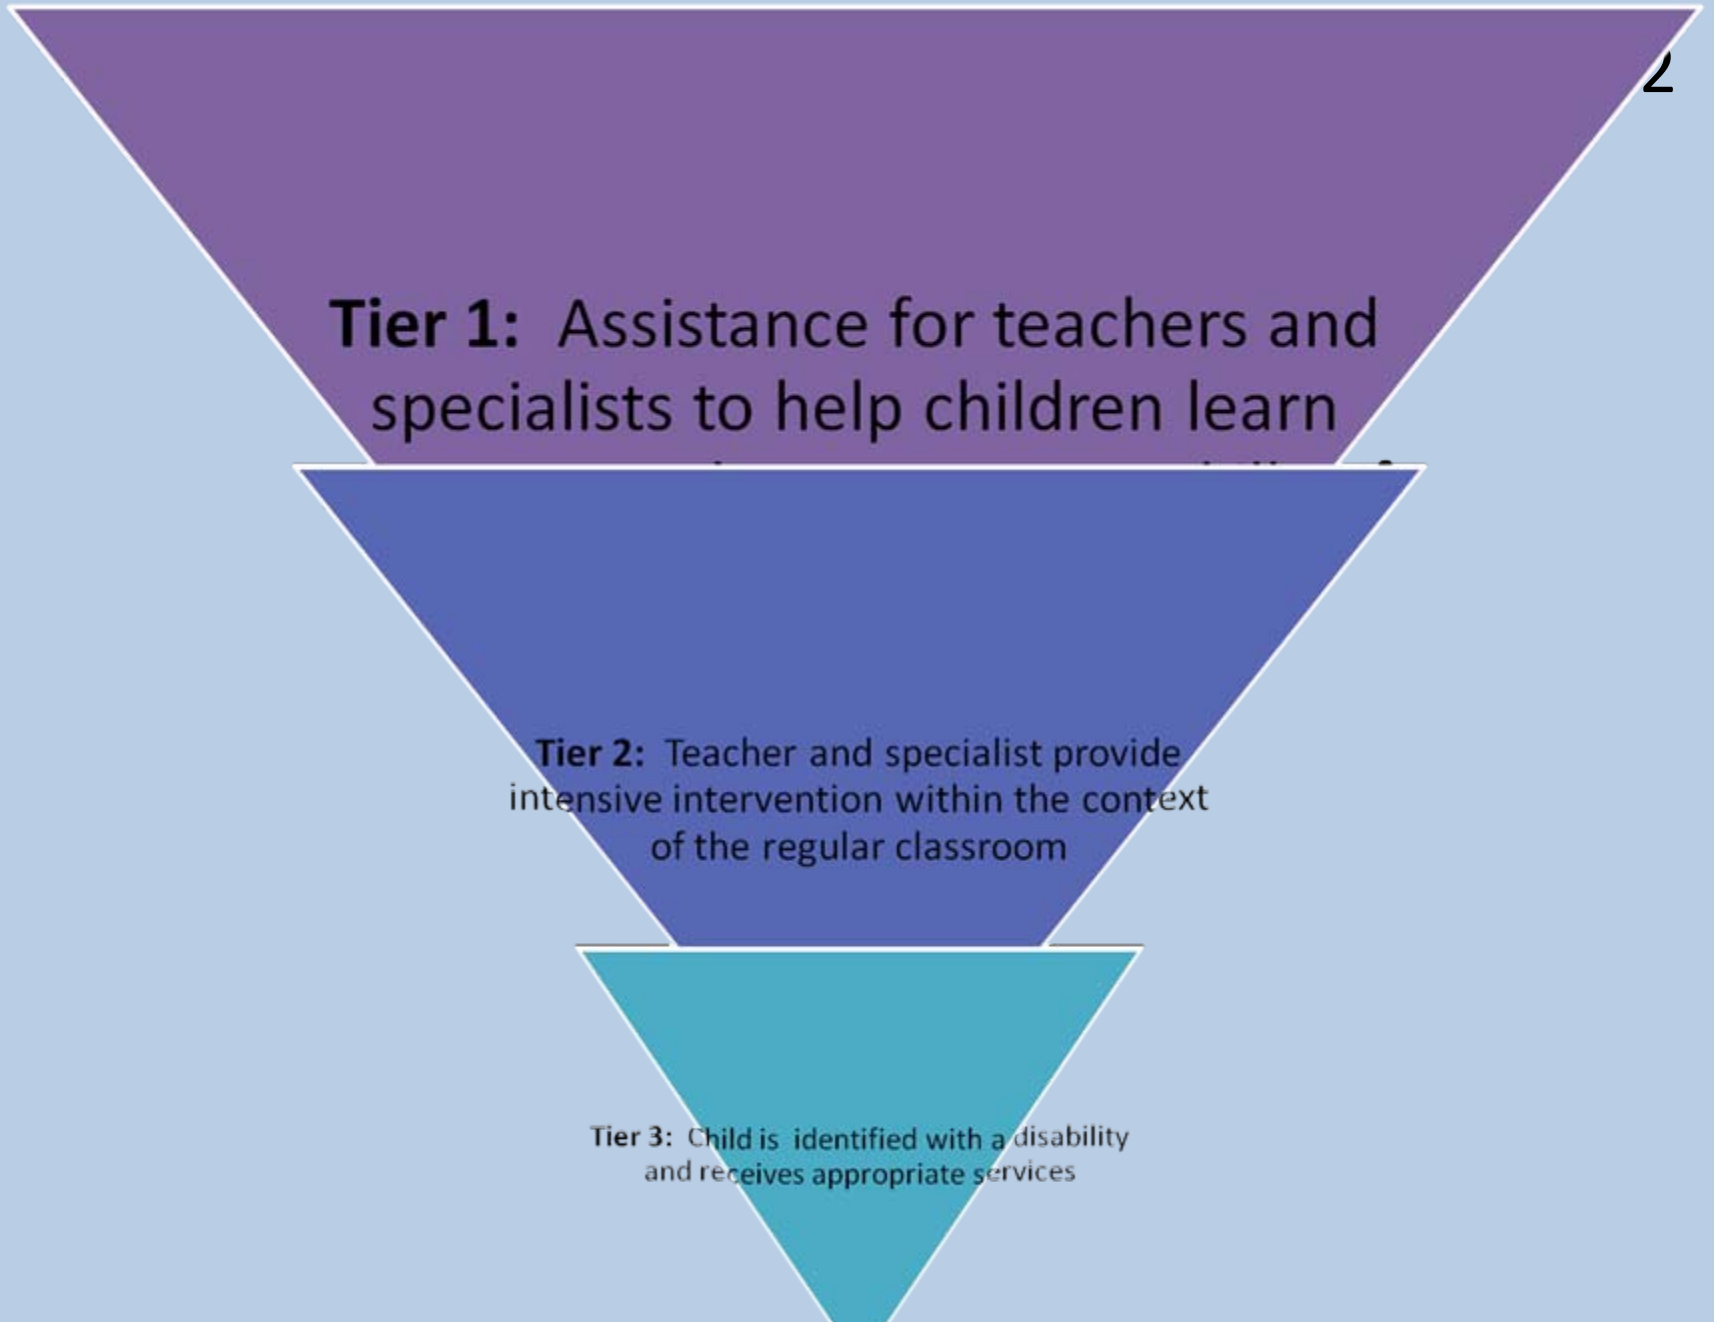 2
Tier 1: Assistance for teachers and
specialists to help children learn
Tier 2: Teacher and specialist provide
intensive intervention within the context
of the regular classroom
Tier 3: Child is identified with a disability
and receives appropriate services